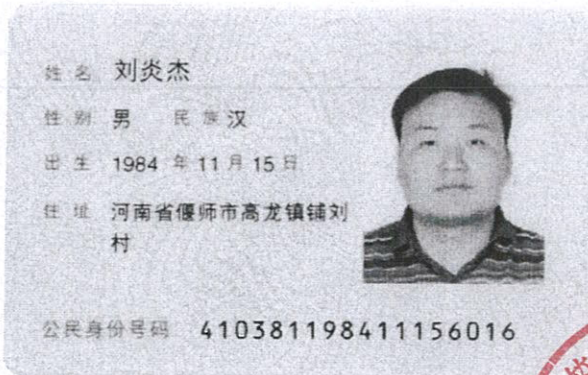 姓名 刘炎杰
性别 男 民族 汉
出生 1984 年 11 月 15 日
住址 河南省偃师市高龙镇铺刘
村
公民身份号码 410381198411156016